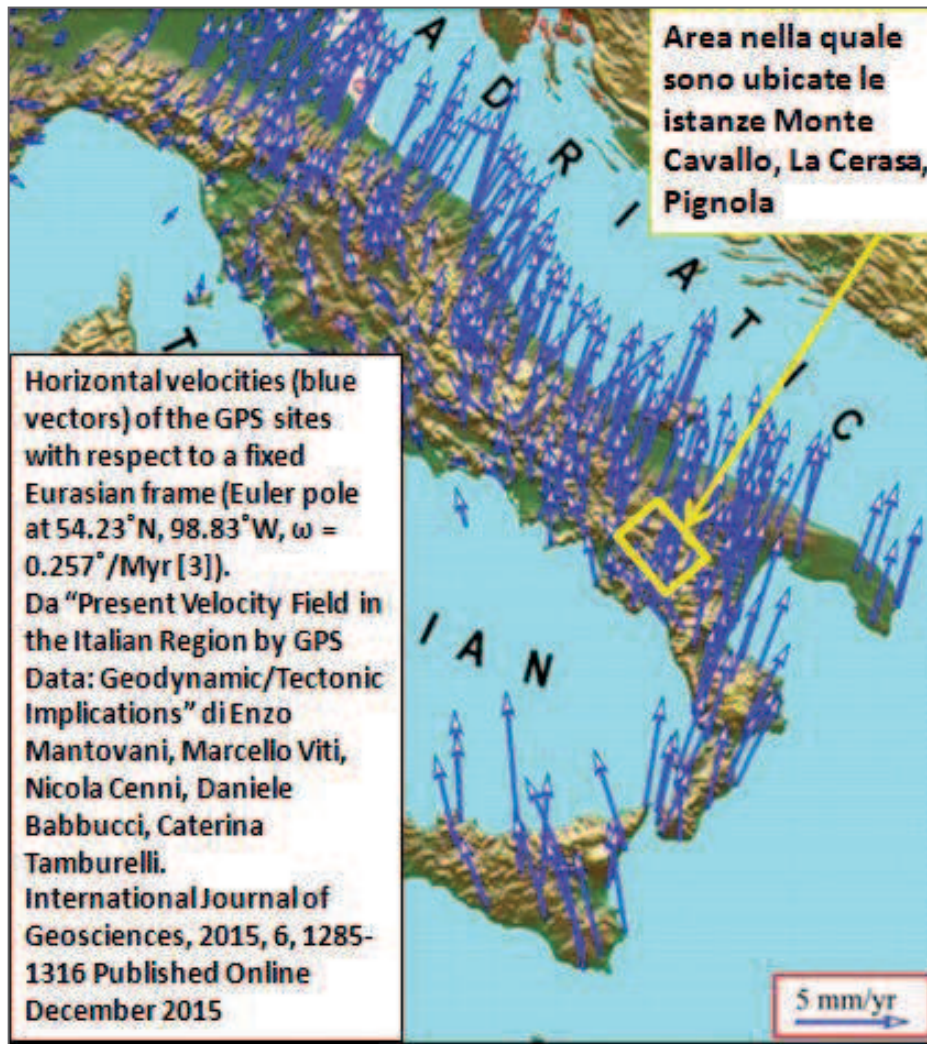 Area nella quale
sono ubicate le
istanze Monte
Cavallo, La Cerasa,
Pignola
A D R I A T I C
T
I A N
Horizontal velocities (blue
vectors) of the GPS sites
with respect to a fixed
Eurasian frame (Euler pole
at 54.23°N, 98.83°W, ω =
0.257°/Myr [3]).
Da “Present Velocity Field in
the Italian Region by GPS
Data: Geodynamic/Tectonic
Implications” di Enzo
Mantovani, Marcello Viti,
Nicola Cenni, Daniele
Babbucci, Caterina
Tamburelli.
International Journal of
Geosciences, 2015, 6, 1285-
1316 Published Online
December 2015
5 mm/yr